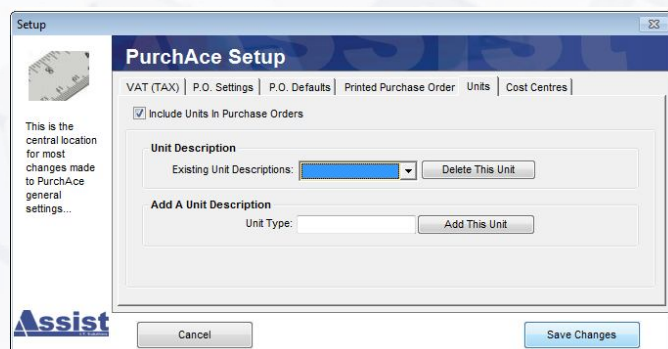 Setup
PurchAce Setup
VAT (TAX)
P.O. Settings
P.O. Defaults
Printed Purchase Order
Units
Cost Centres
Include Units In Purchase Orders
This is the
central location
for most
changes made
to PurchAce
general
settings...
Unit Description
Existing Unit Descriptions:
Delete This Unit
Add A Unit Description
Unit Type:
Add This Unit
Assist
Cancel
Save Changes